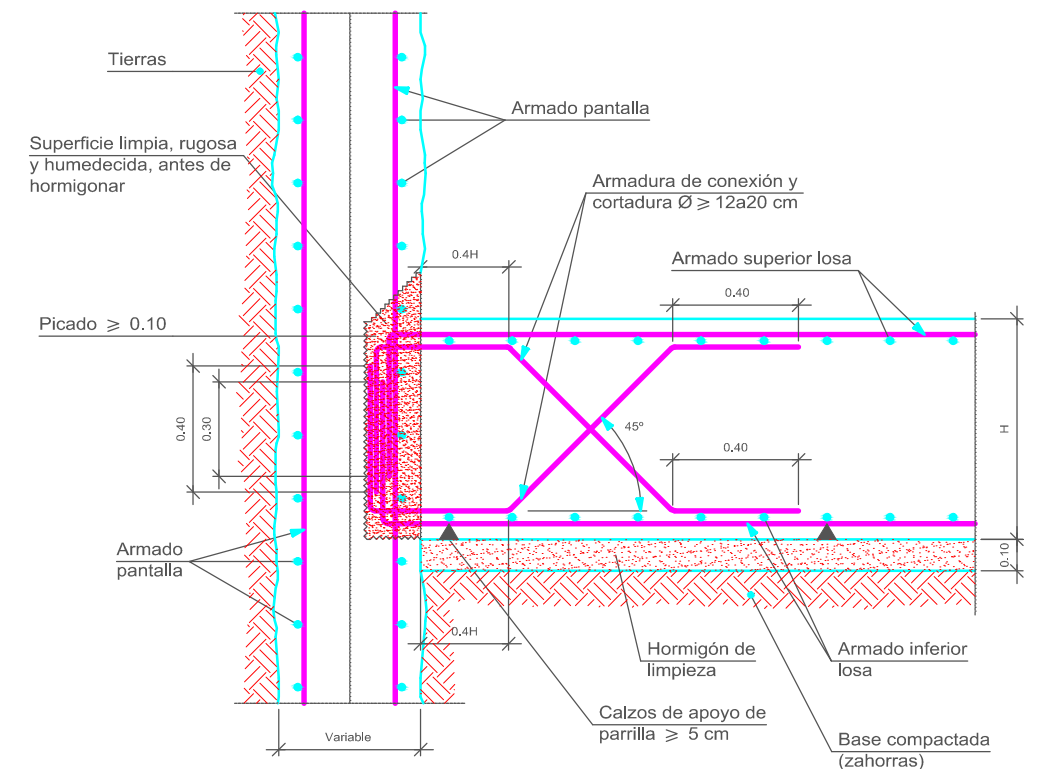 Tierras
Armado pantalla
Superficie limpia, rugosa
y humedecida, antes de
hormigonar
Armadura de conexión y
cortadura Ø ≥ 12a20 cm
0.4H
Armado superior losa
0.40
Picado ≥ 0.10
0.40
0.30
45º
H
0.40
Armado
pantalla
0.10
0.4H
Hormigón de
limpieza
Armado inferior
losa
Calzos de apoyo de
parrilla ≥ 5 cm
Variable
Base compactada
(zahorras)